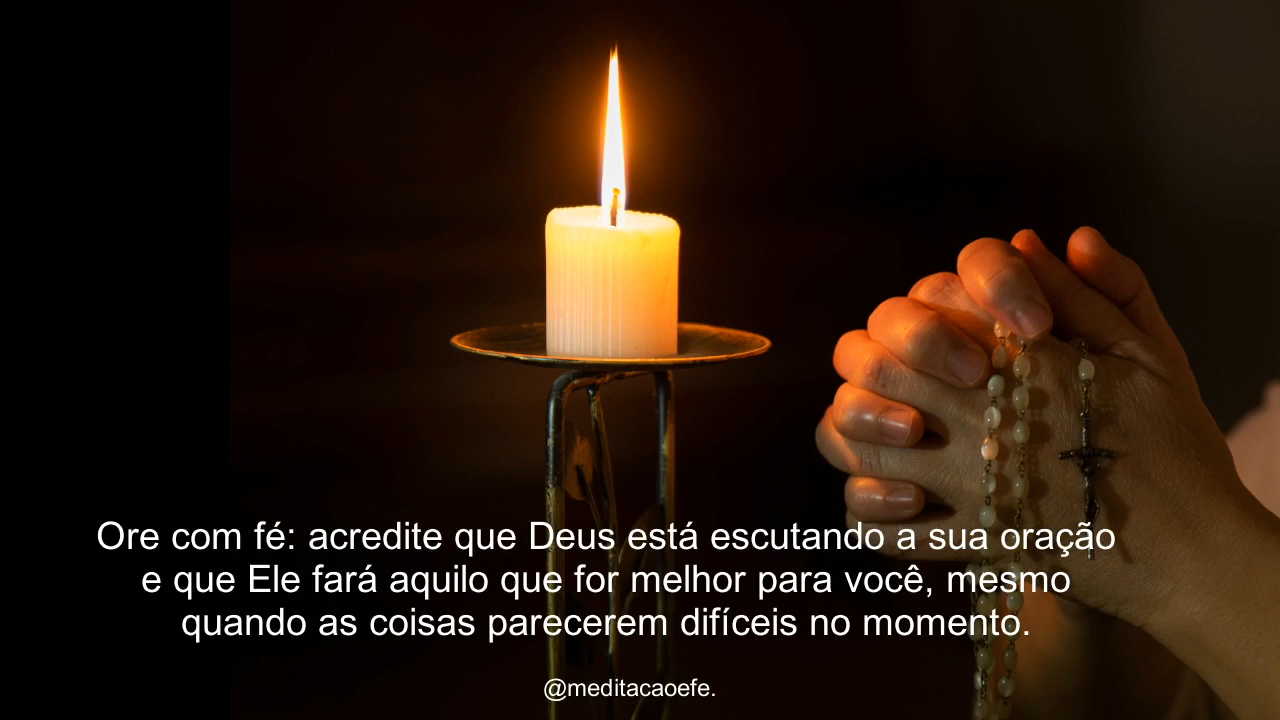 Ore com fé: acredite que Deus está escutando a sua oração
e que Ele fará aquilo que for melhor para você, mesmo
quando as coisas parecerem difíceis no momento.
@meditacaoefe.